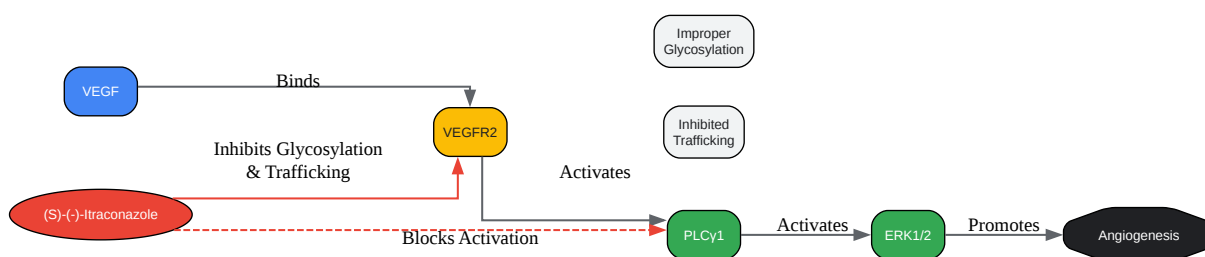 Improper
Glycosylation
VEGF
Binds
VEGFR2
Inhibited
Trafficking
Inhibits Glycosylation
& Trafficking
Activates
(S)-(-)-Itraconazole
Blocks Activation
PLCγ1
Activates
ERK1/2
Promotes
Angiogenesis